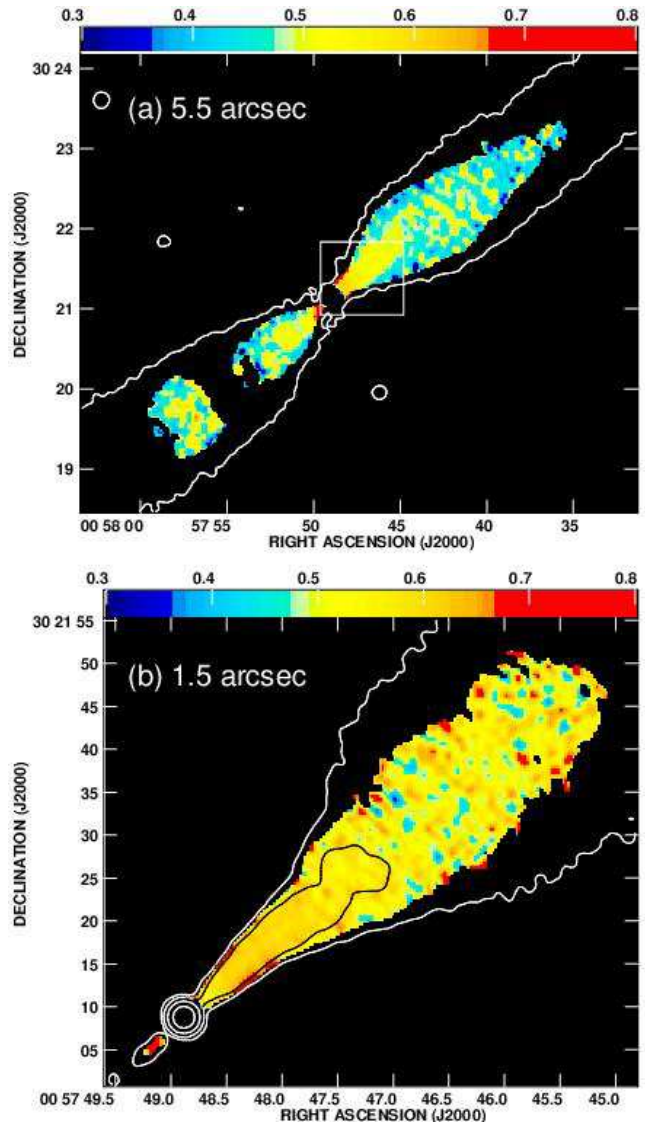 0.3 0.4 0.5 0.6 0.7 0.8
30 24
(a) 5.5 arcsec
23
22
21
20
19
DECLINATION (J2000)
00 58 00 57 55 50 45 40 35
RIGHT ASCENSION (J2000)
0.3 0.4 0.5 0.6 0.7 0.8
30 21 55
(b) 1.5 arcsec
50
45
40
35
30
25
20
15
10
05
DECLINATION (J2000)
00 57 49.5 49.0 48.5 48.0 47.5 47.0 46.5 46.0 45.5 45.0
RIGHT ASCENSION (J2000)